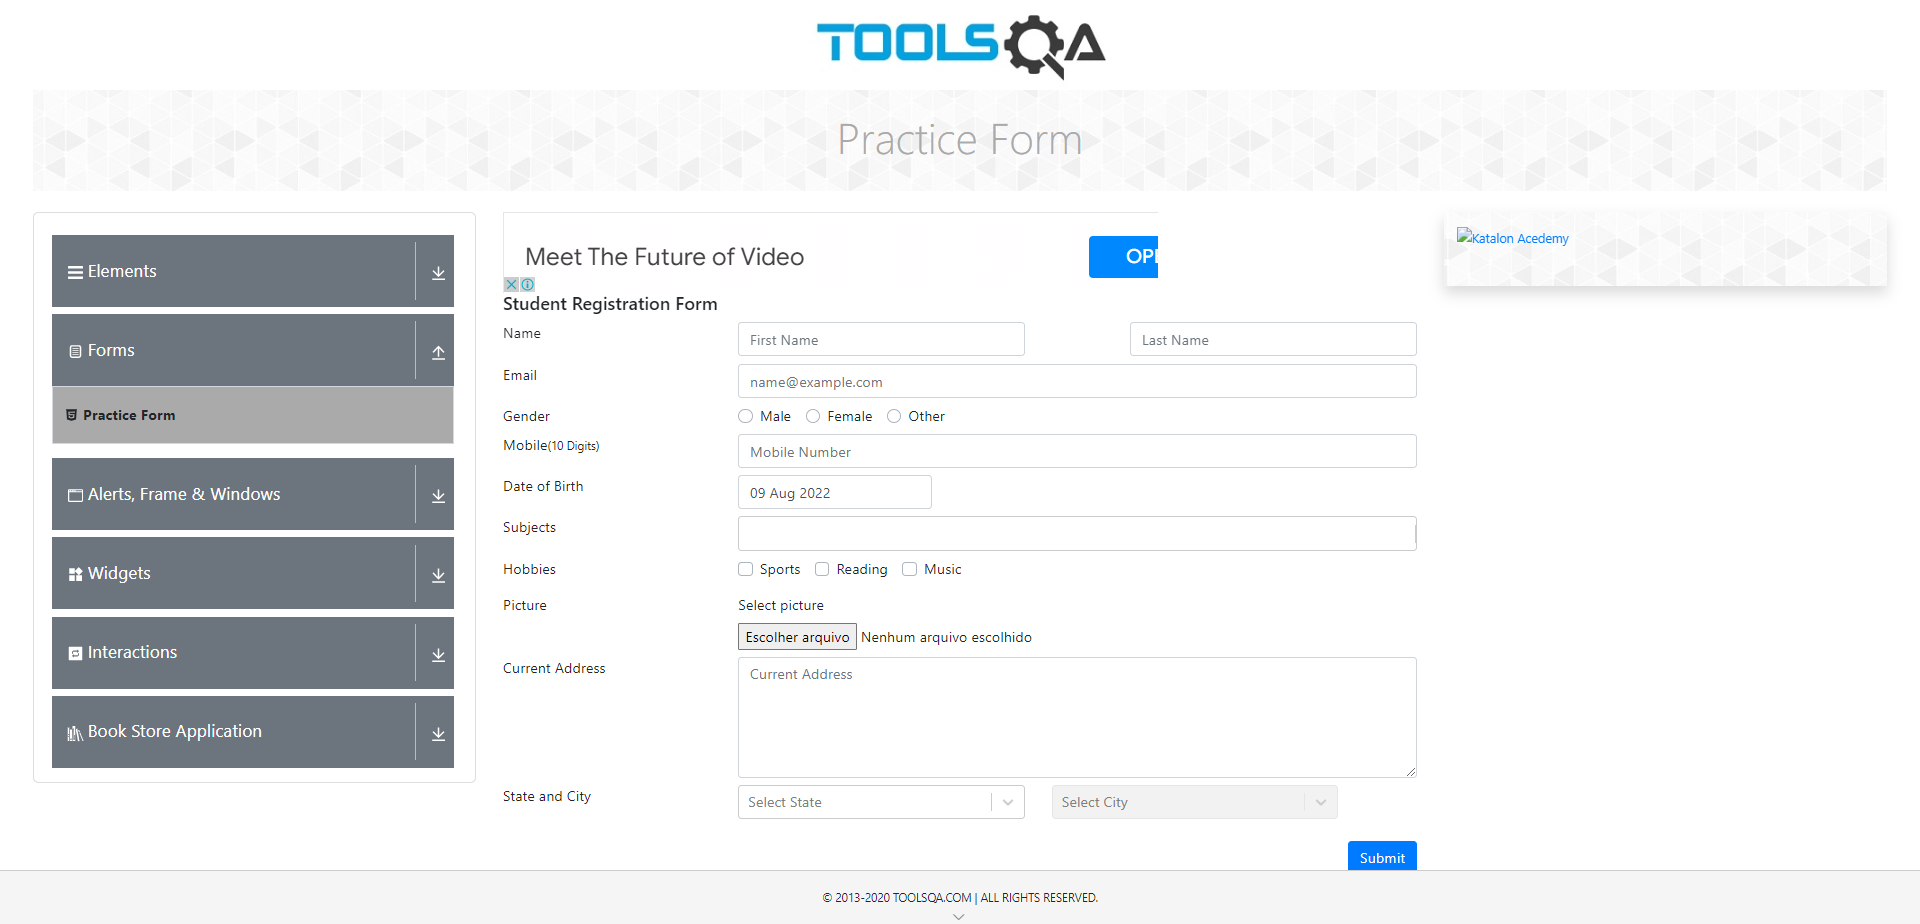 TOOLSQA
Practice Form
Elements
Forms
Practice Form
Alerts, Frame & Windows
Widgets
Interactions
Book Store Application
Meet The Future of Video
OPE
Student Registration Form
Name
First Name
Last Name
Email
name@example.com
Gender
Male Female Other
Mobile(10 Digits)
Mobile Number
Date of Birth
09 Aug 2022
Subjects
Hobbies
Sports Reading Music
Picture
Select picture
Escolher arquivo Nenhum arquivo escolhido
Current Address
Current Address
State and City
Select State
Select City
Submit
Katalon Acedemy
© 2013-2020 TOOLSQA.COM | ALL RIGHTS RESERVED.